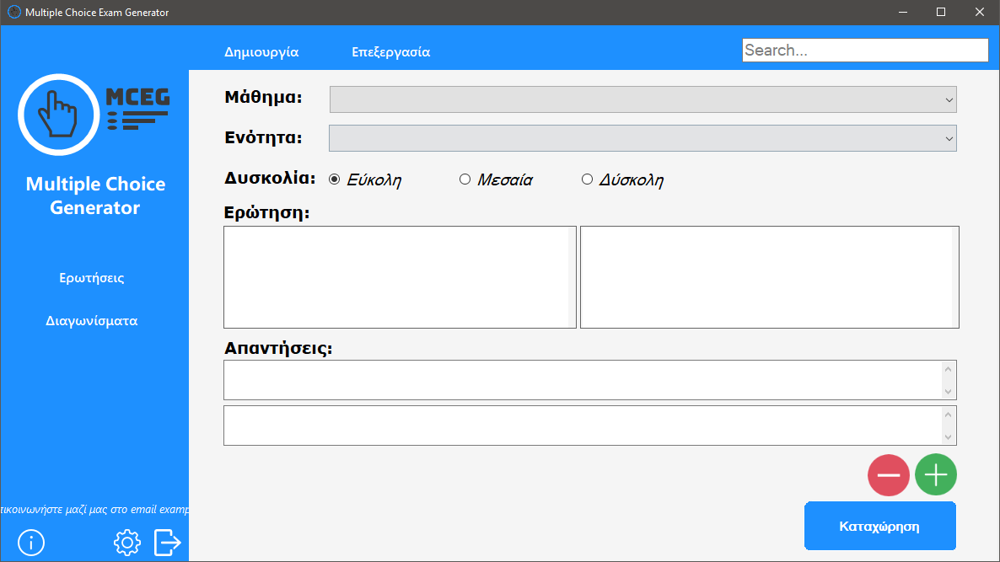 Multiple Choice Exam Generator
Δημιουργία
Επεξεργασία
Search...
MCEG
Multiple Choice
Generator
Ερωτήσεις
Διαγωνίσματα
Μάθημα:
Ενότητα:
Δυσκολία:
Εύκολη
Μεσαία
Δύσκολη
Ερώτηση:
Απαντήσεις:
Καταχώρηση
τικοινωνήστε μαζί μας στο email examp